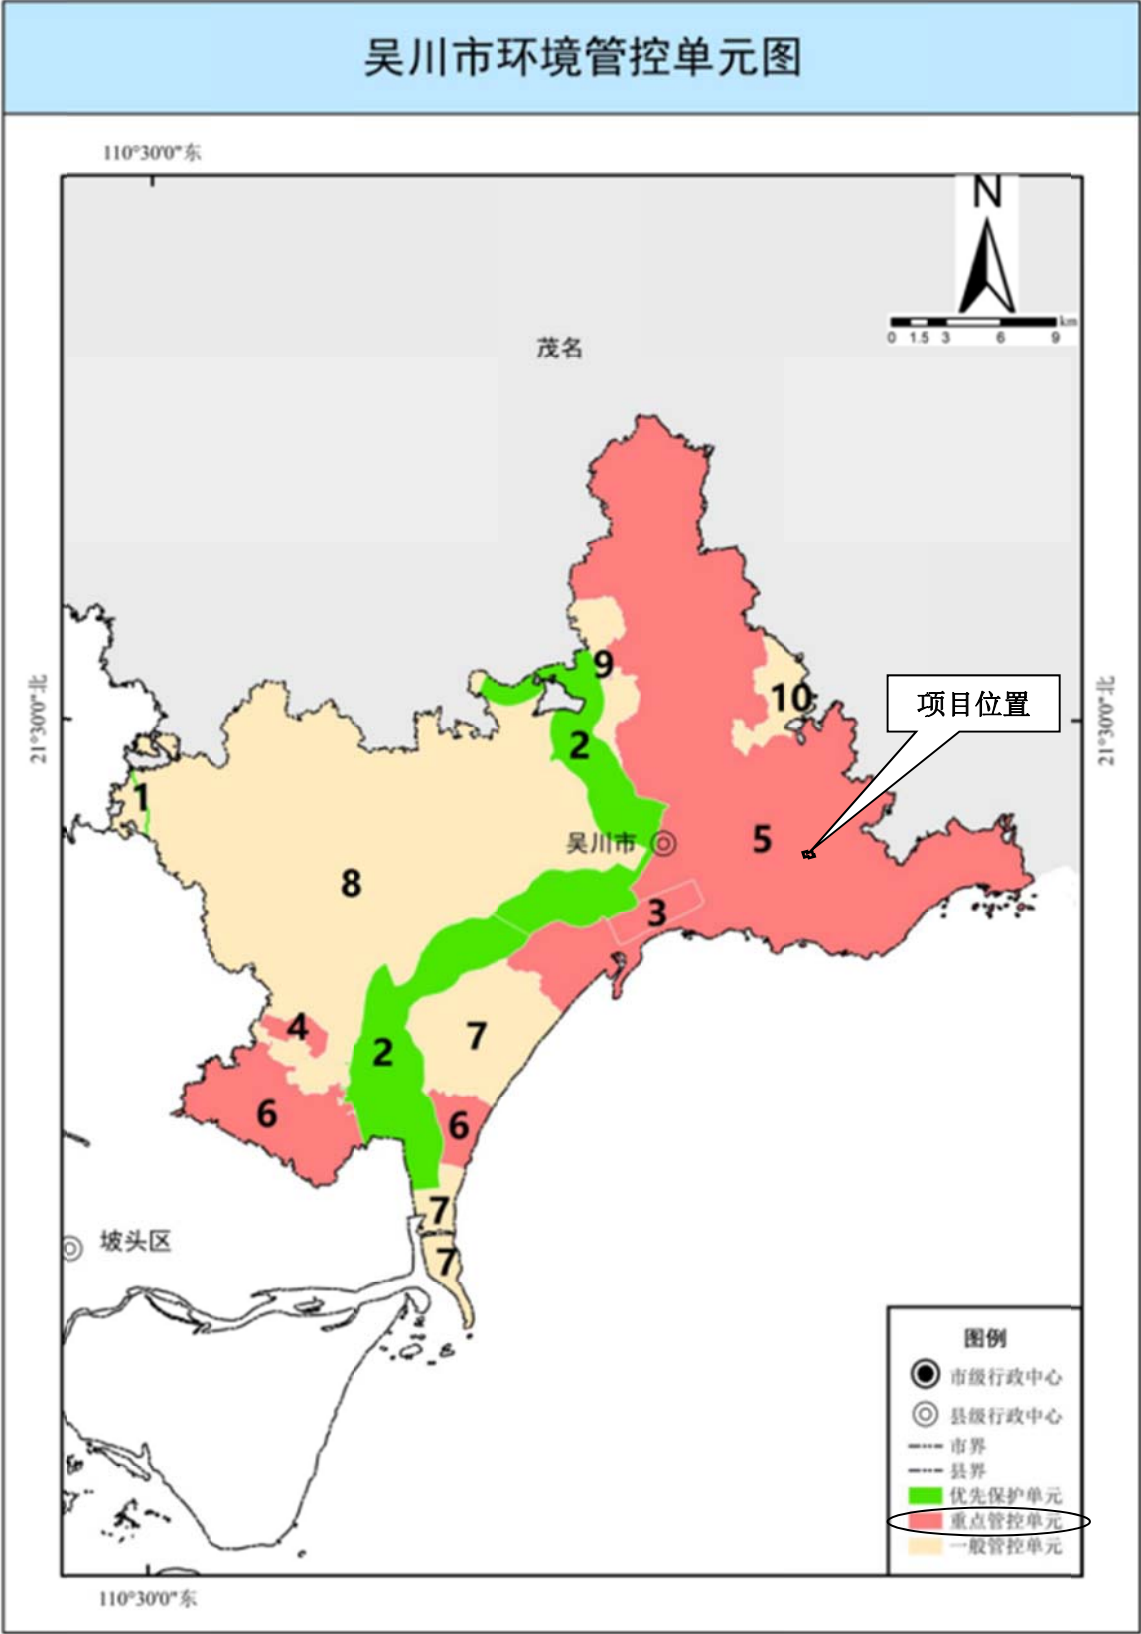 吴川市环境管控单元图
110°30'0"东
N
km
0 1.5 3 6 9
茂名
9
10
项目位置
21°30'0"北
21°30'0"北
2
1
吴川市
5
8
3
4
7
2
6
6
7
7
坡头区
图例
市级行政中心
县级行政中心
市界
县界
优先保护单元
重点管控单元
一般管控单元
110°30'0"东